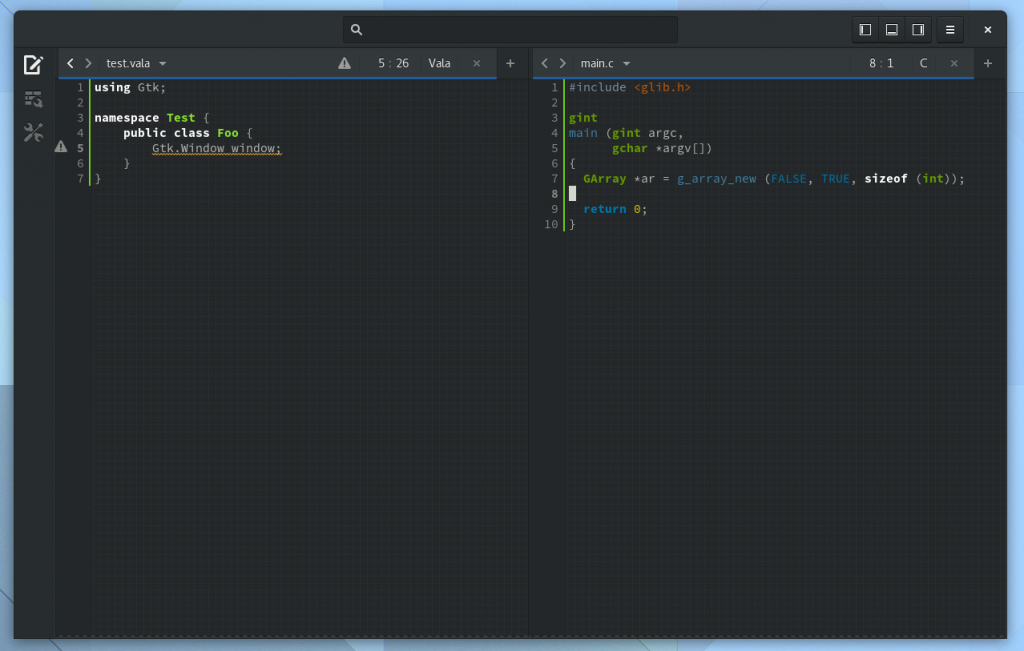 test.vala
5 : 26
Vala
1 using Gtk;
2
3 namespace Test {
4     public class Foo {
5         Gtk.Window window;
6     }
7 }
main.c
8 : 1
C
1 #include <glib.h>
2
3 gint
4 main (gint argc,
5       gchar *argv[])
6 {
7   GArray *ar = g_array_new (FALSE, TRUE, sizeof (int));
8
9   return 0;
10 }